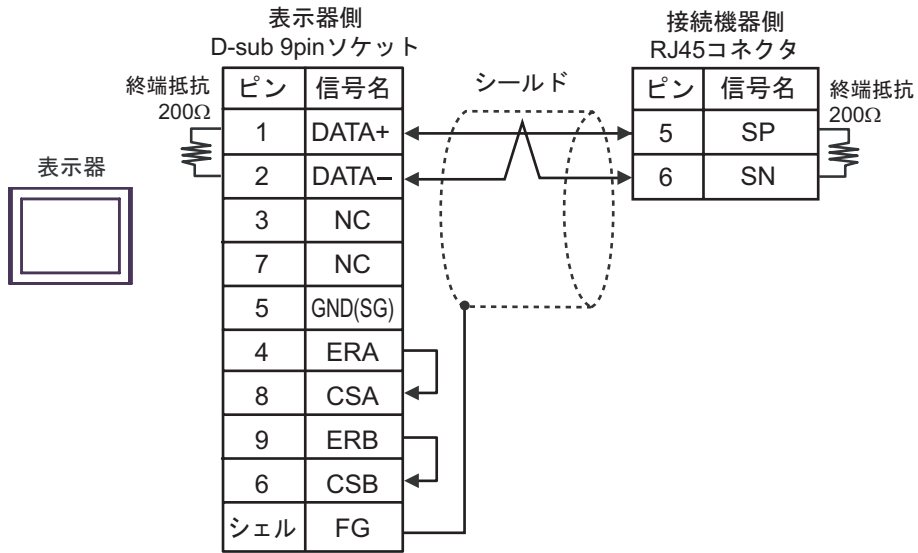 表示器側
D-sub 9pinソケット
接続機器側
RJ45コネクタ
終端抵抗
200Ω
シールド
終端抵抗
200Ω
表示器
ピン 信号名
1 DATA+
2 DATA–
3 NC
7 NC
5 GND(SG)
4 ERA
8 CSA
9 ERB
6 CSB
シェル FG
ピン 信号名
5 SP
6 SN